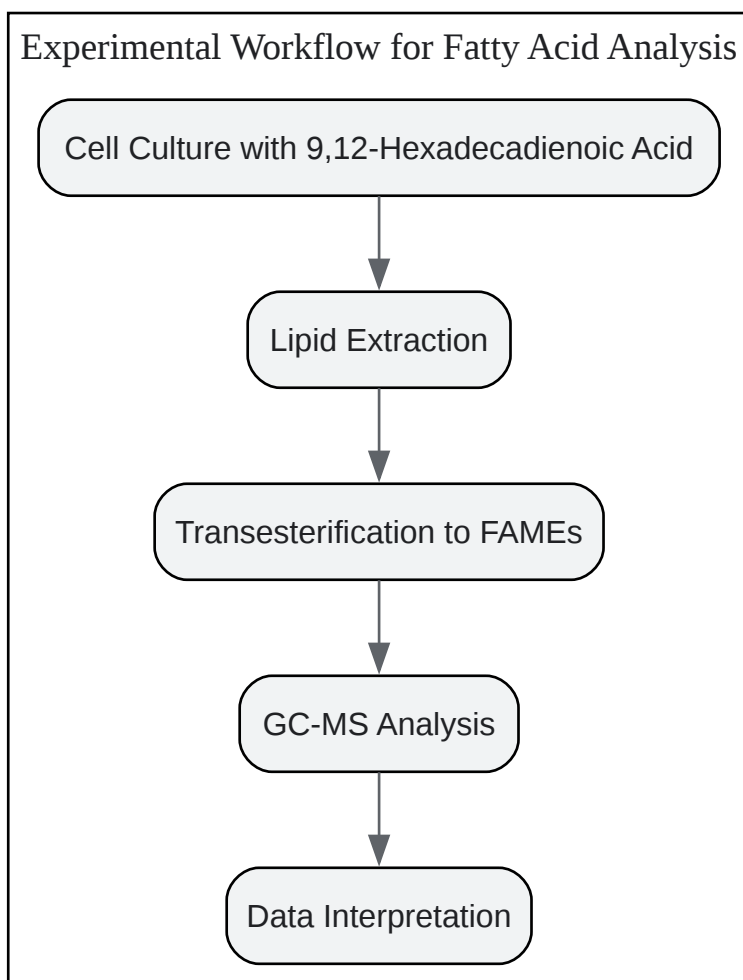 Experimental Workflow for Fatty Acid Analysis
Cell Culture with 9,12-Hexadecadienoic Acid
Lipid Extraction
Transesterification to FAMEs
GC-MS Analysis
Data Interpretation